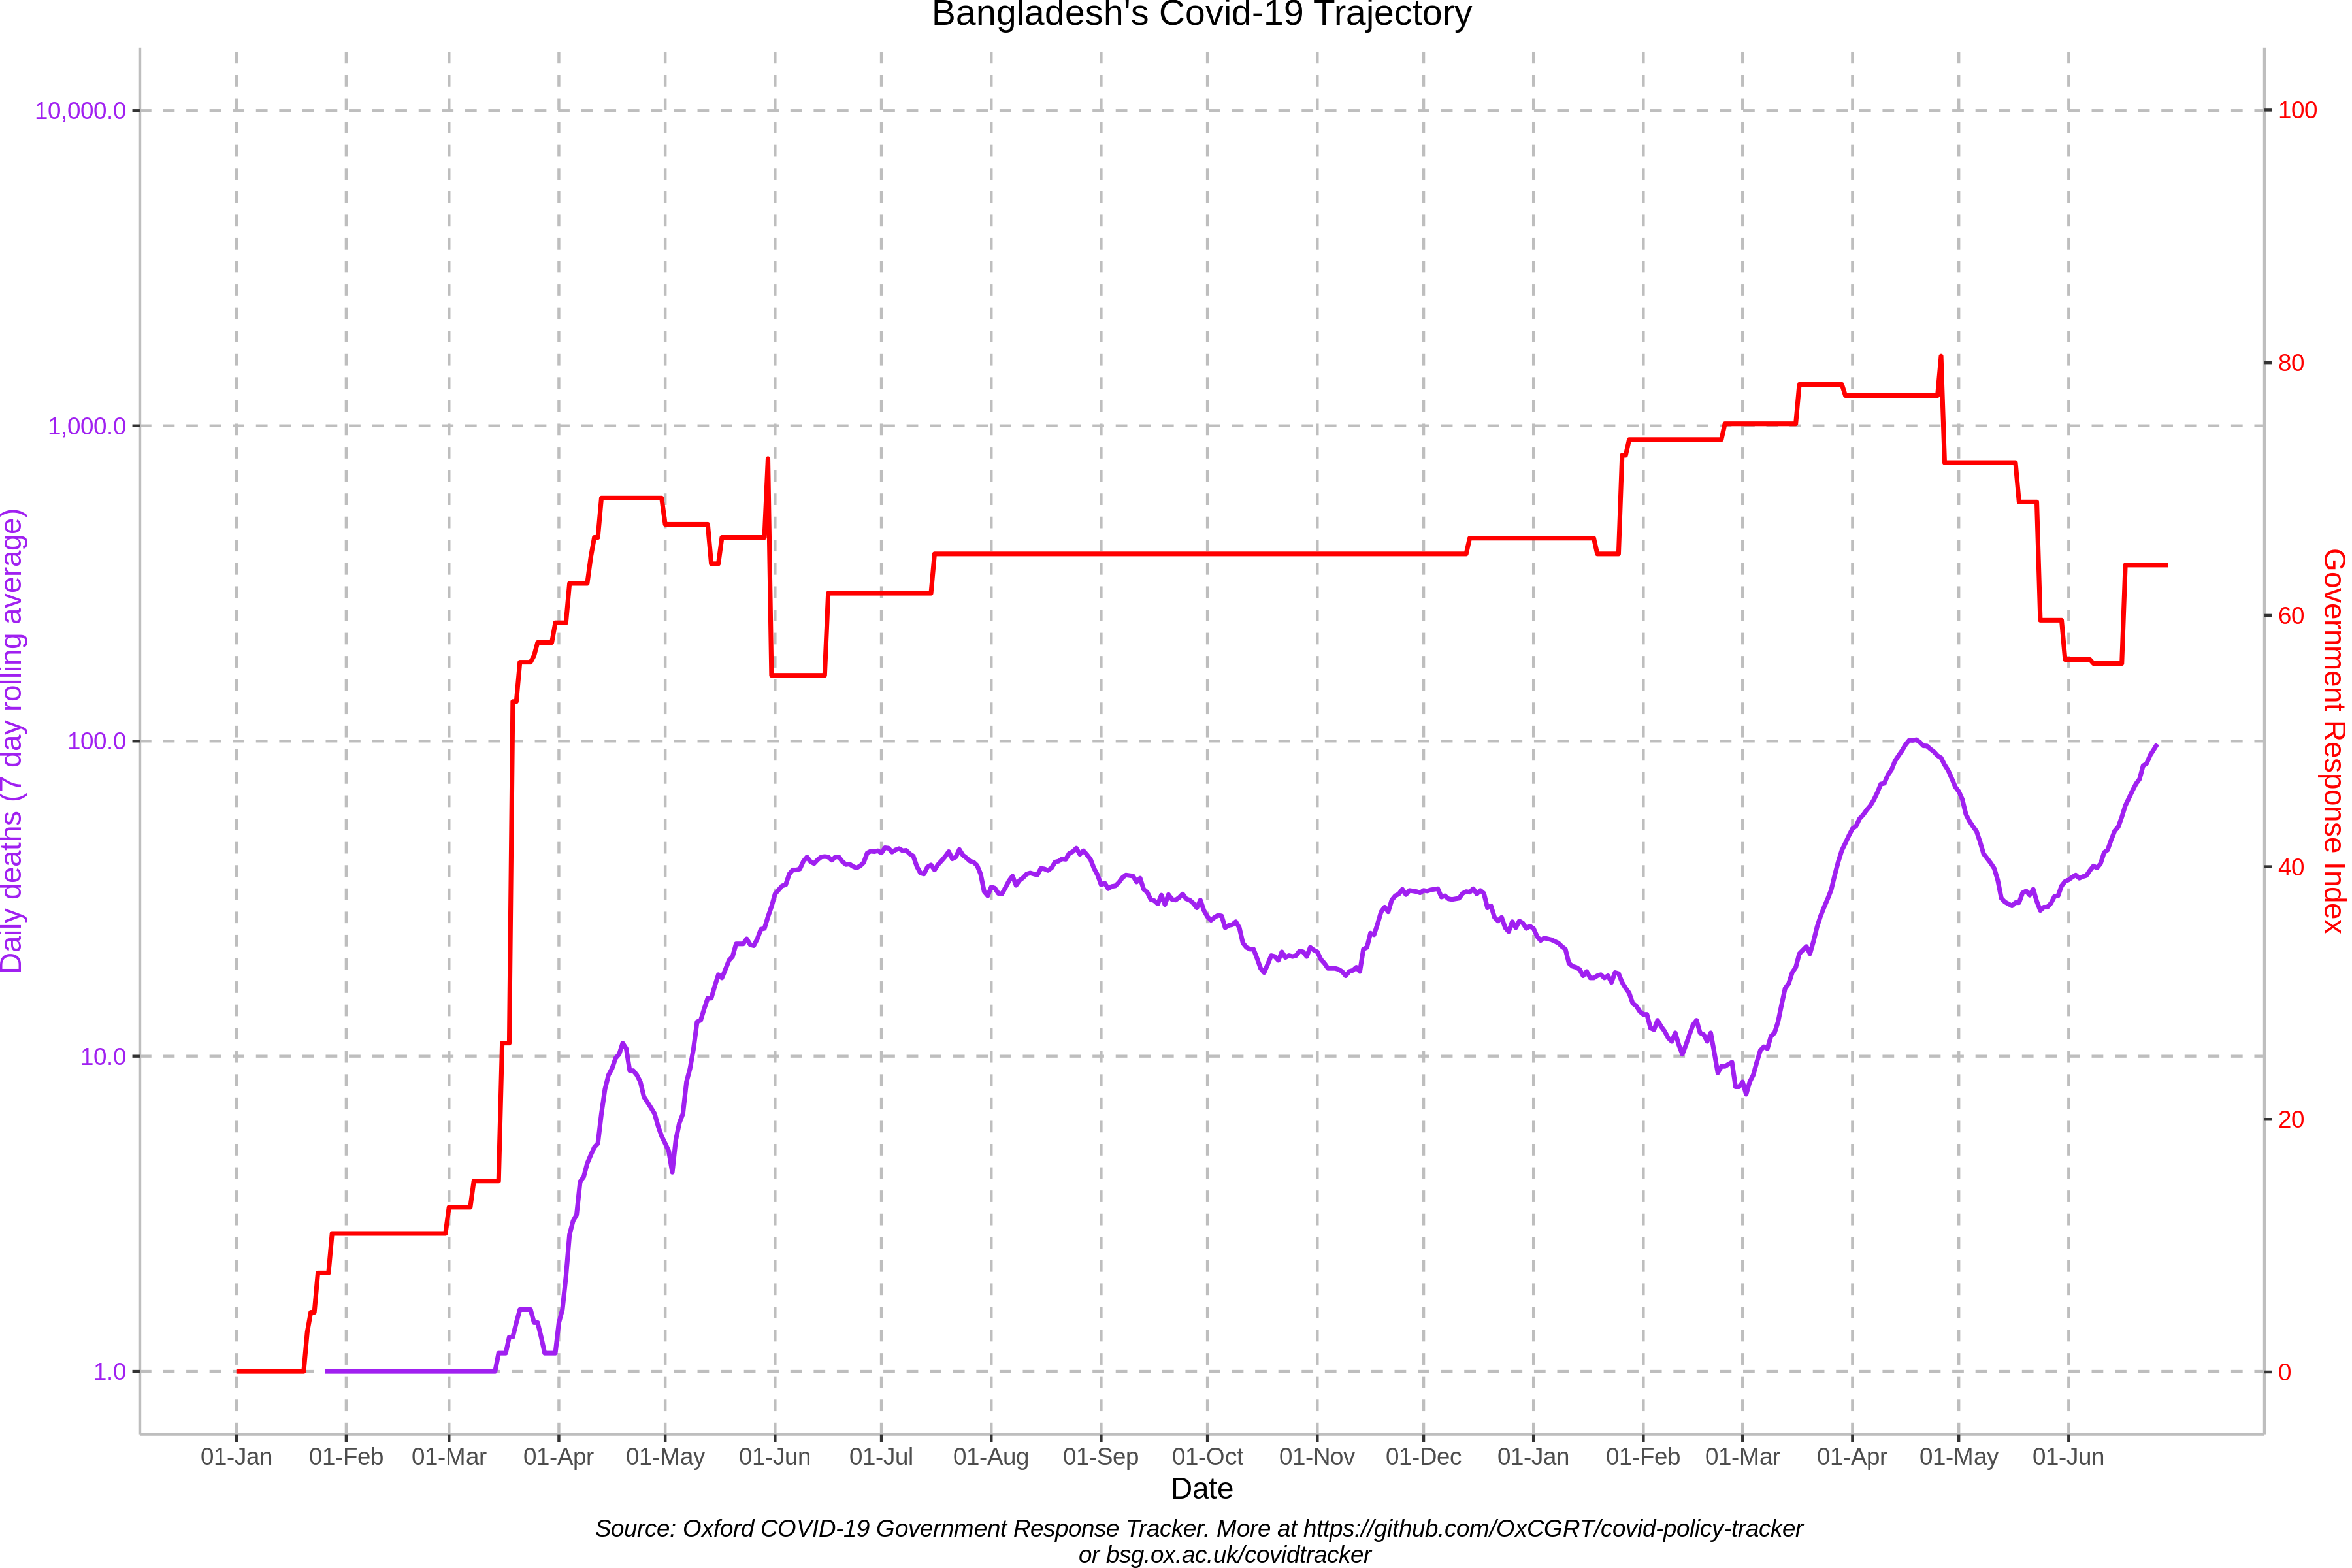 Bangladesh's Covid-19 Trajectory
10,000.0
1,000.0
100.0
10.0
1.0
Daily deaths (7 day rolling average)
100
80
60
40
20
0
Government Response Index
01-Jan 01-Feb 01-Mar 01-Apr 01-May 01-Jun 01-Jul 01-Aug 01-Sep 01-Oct 01-Nov 01-Dec 01-Jan 01-Feb 01-Mar 01-Apr 01-May 01-Jun
Date
Source: Oxford COVID-19 Government Response Tracker. More at https://github.com/OxCGRT/covid-policy-tracker
or bsg.ox.ac.uk/covidtracker